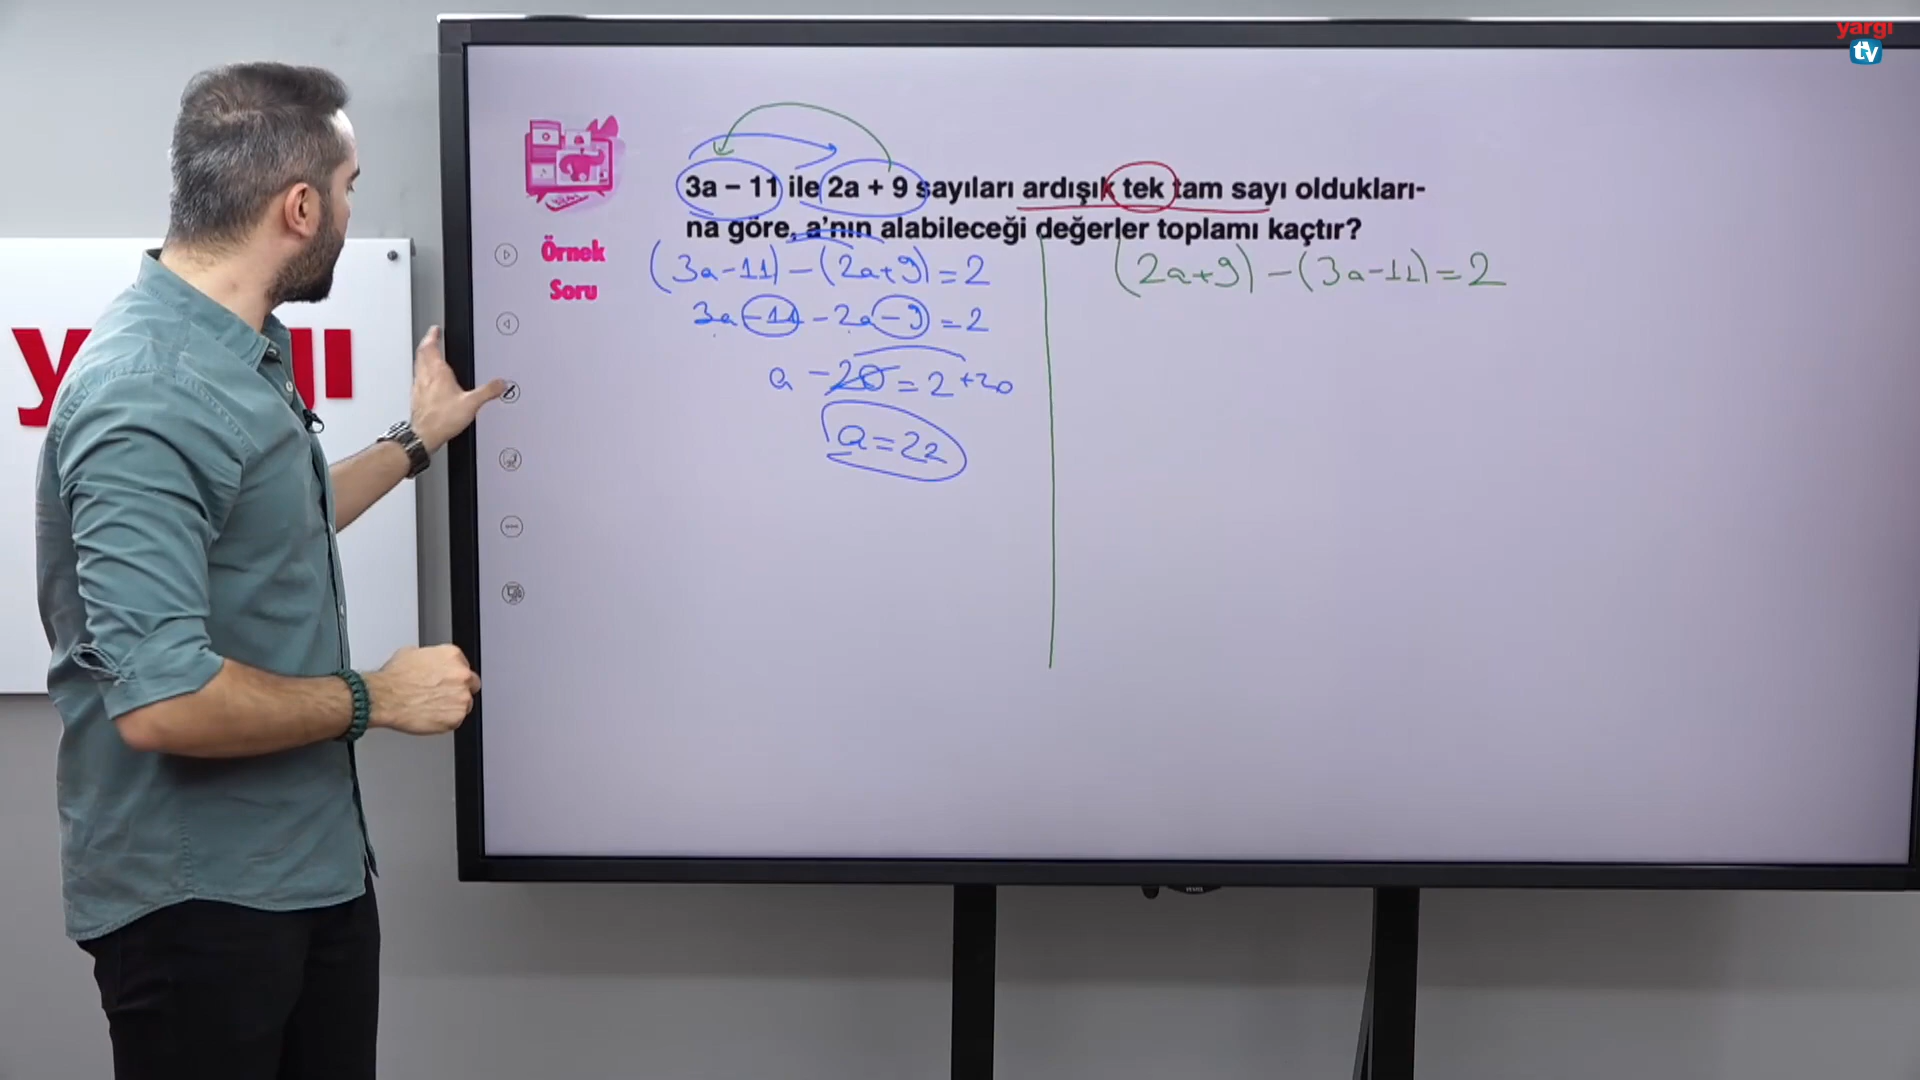 yargı
tv
3a – 11 ile 2a + 9 sayıları ardışık tek tam sayı oldukları-
na göre, a'nın alabileceği değerler toplamı kaçtır?
Örnek
Soru
(3a-11) - (2a+9) = 2
3a -11 - 2a - 9 = 2
a - 20 = 2 +20
a = 22
(2a+9) - (3a-11) = 2